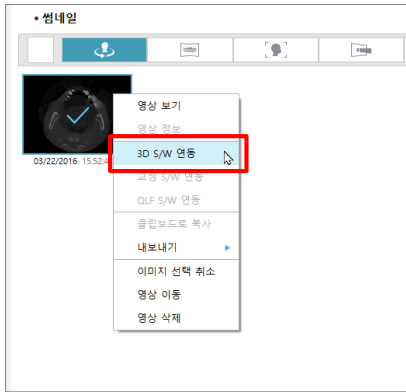 • 썸네일
영상 보기
영상 정보
3D S/W 연동
교정 S/W 연동
QLF S/W 연동
클립보드로 복사
내보내기
이미지 선택 취소
영상 이동
영상 삭제
03/22/2016 15:52:4